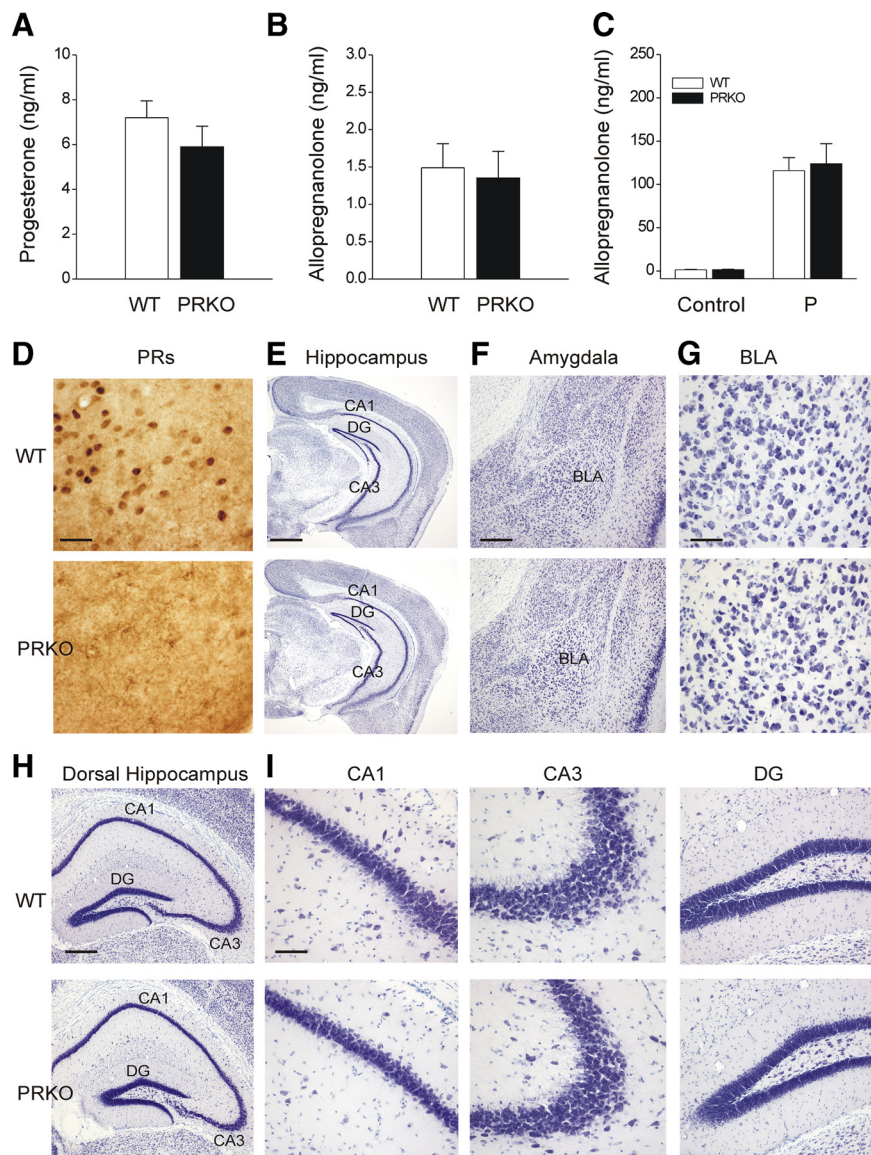 A
B
C
Progesterone (ng/ml)
10
8
6
4
2
0
WT PRKO
Allopregnanolone (ng/ml)
3.0
2.5
2.0
1.5
1.0
0.5
0.0
WT PRKO
Allopregnanolone (ng/ml)
250
200
150
100
50
0
WT
PRKO
Control P
D
E
F
G
PRs
Hippocampus
Amygdala
BLA
WT
CA1
DG
CA3
BLA
PRKO
CA1
DG
CA3
BLA
H
I
Dorsal Hippocampus
CA1
CA3
DG
WT
CA1
DG
CA3
PRKO
CA1
DG
CA3